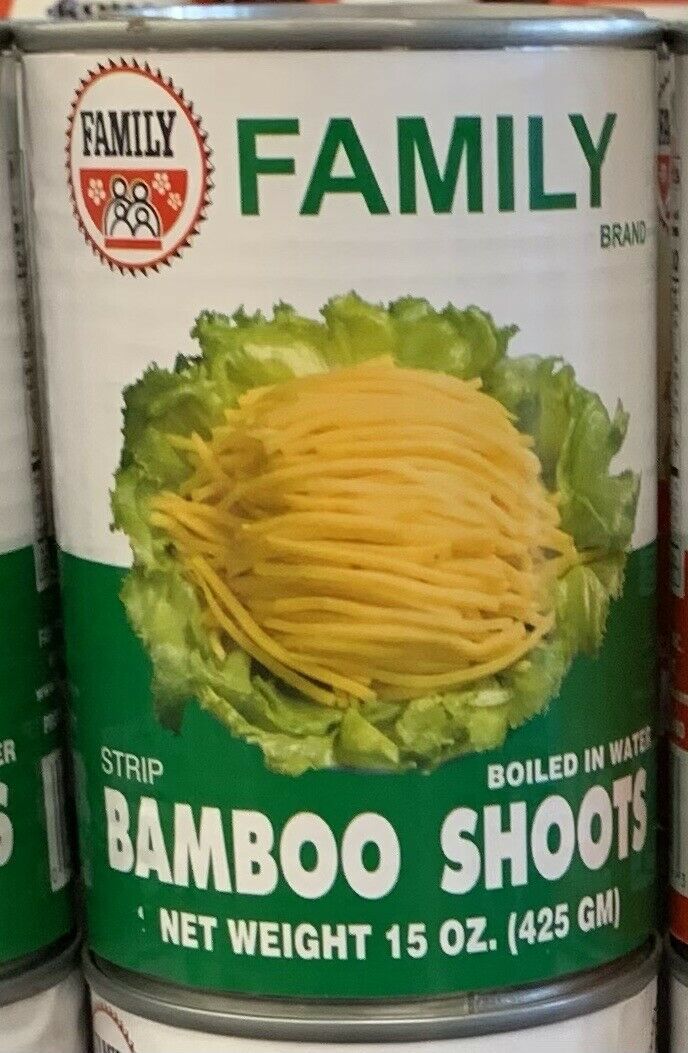 FAMILY
FAMILY
BRAND
STRIP
BOILED IN WATER
BAMBOO SHOOTS
NET WEIGHT 15 OZ. (425 GM)